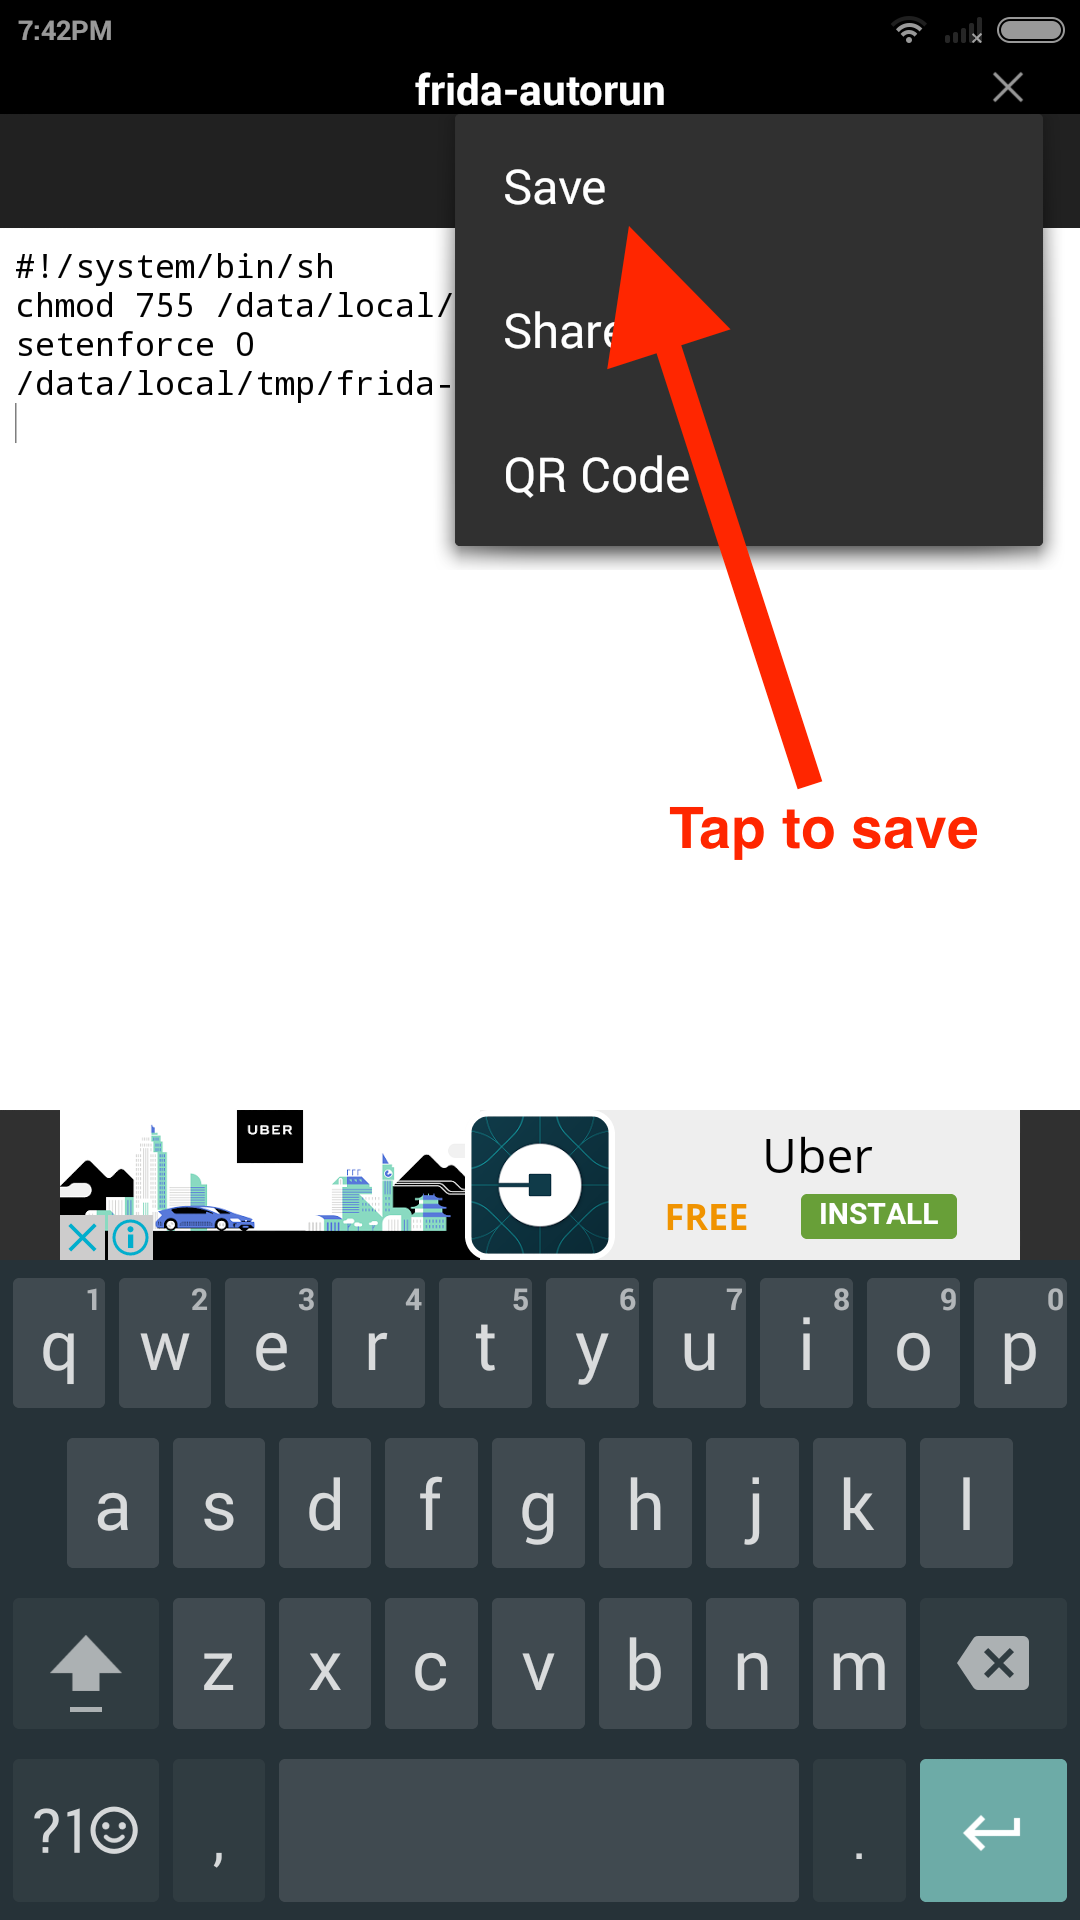 7:42PM
frida-autorun
Save
#!/system/bin/sh
chmod 755 /data/local/
setenforce 0
/data/local/tmp/frida-
Share
QR Code
Tap to save
UBER
Uber
FREE
INSTALL
1 2 3 4 5 6 7 8 9 0
q w e r t y u i o p
a s d f g h j k l
z x c v b n m
?1☺ , .